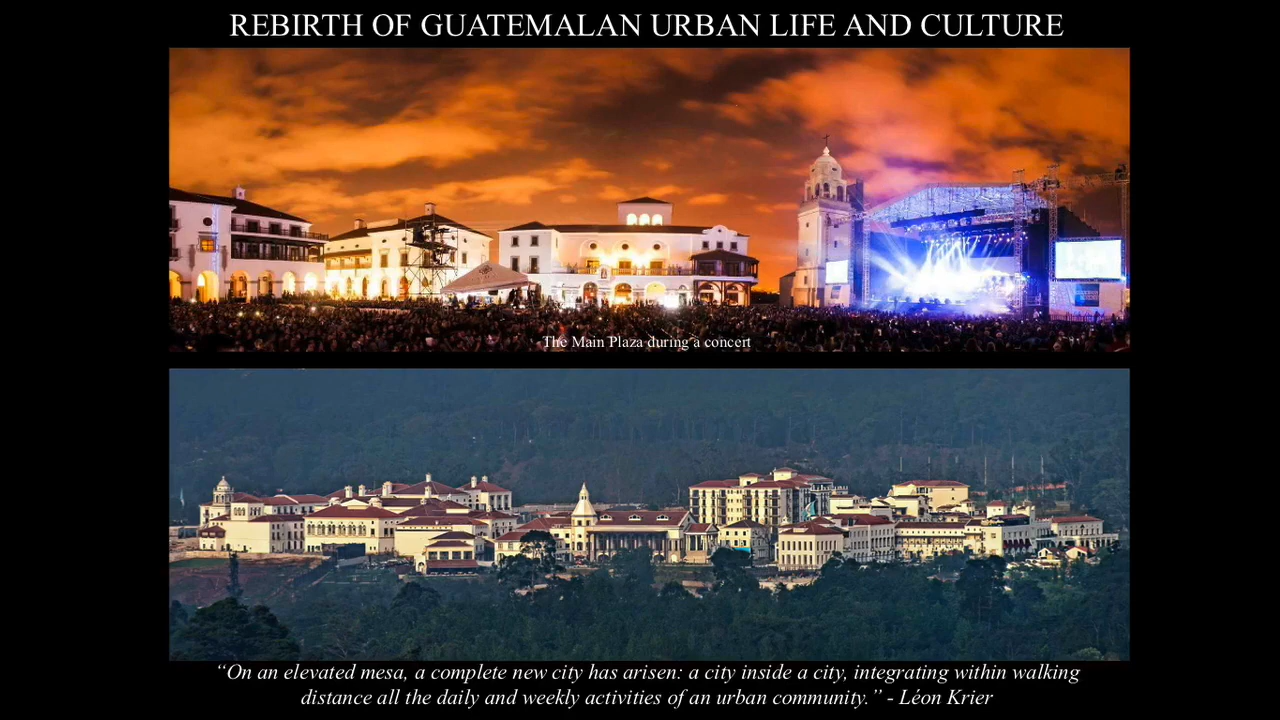 REBIRTH OF GUATEMALAN URBAN LIFE AND CULTURE
The Main Plaza during a concert
“On an elevated mesa, a complete new city has arisen: a city inside a city, integrating within walking
distance all the daily and weekly activities of an urban community.” - Léon Krier